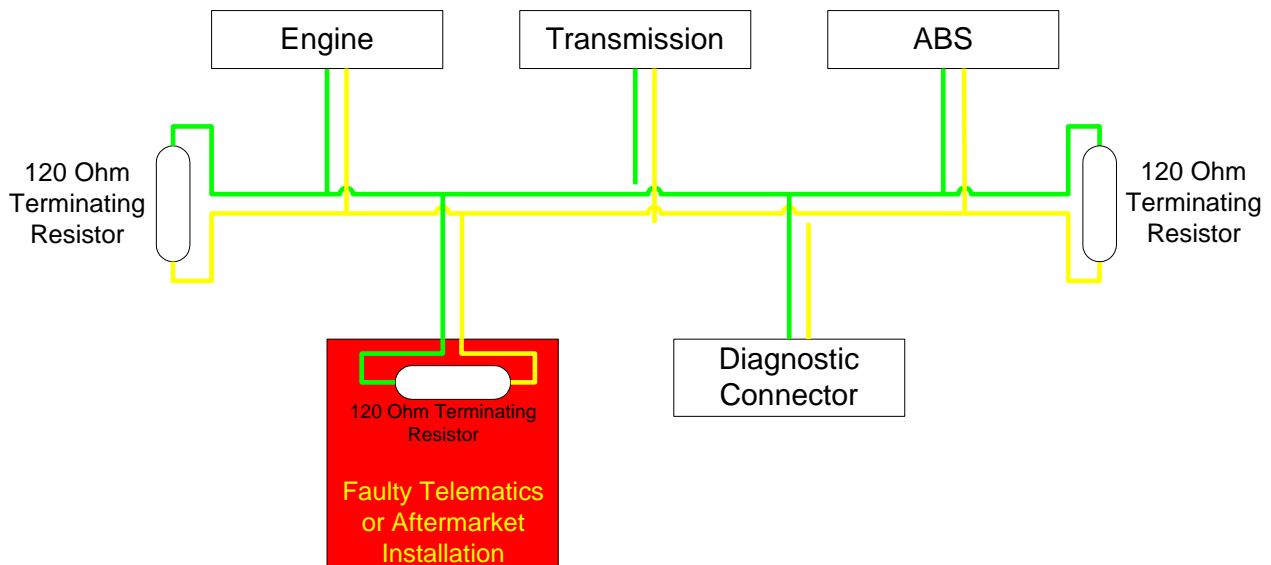 Engine
Transmission
ABS
120 Ohm
Terminating
Resistor
120 Ohm
Terminating
Resistor
120 Ohm Terminating
Resistor
Faulty Telematics
or Aftermarket
Installation
Diagnostic
Connector